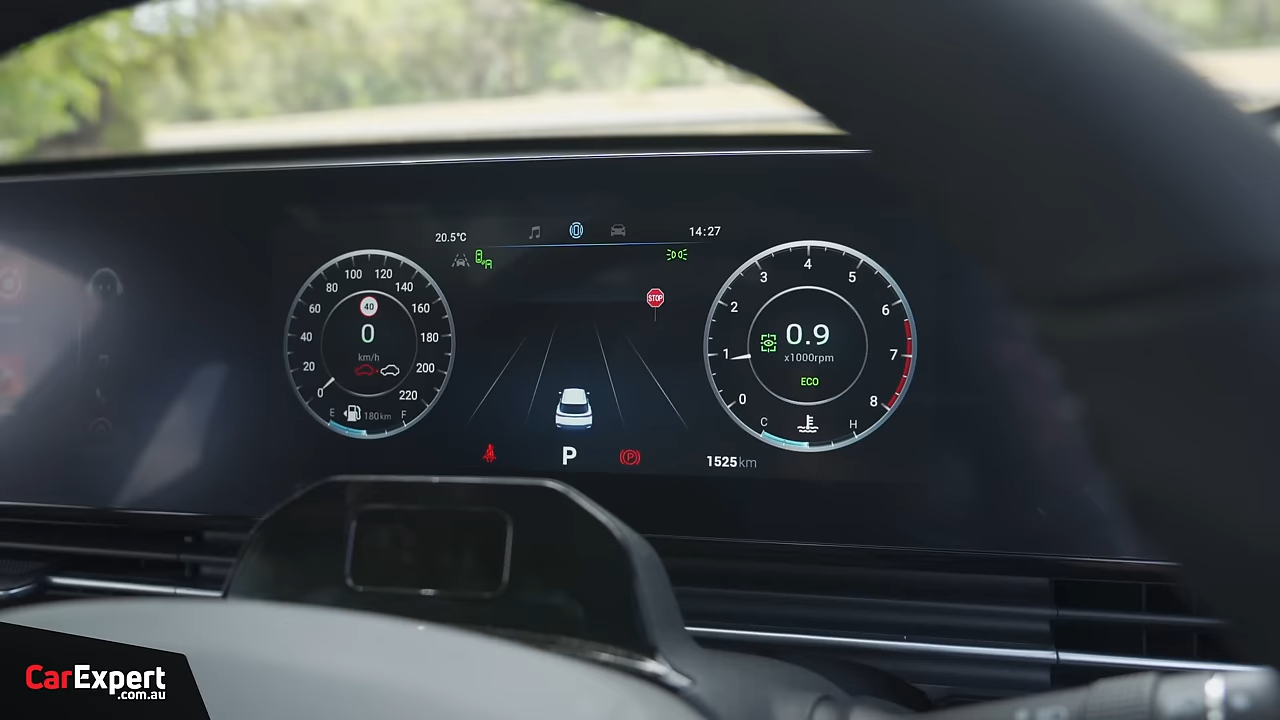 20.5°C
14:27
A
STOP
0 20 40 60 80 100 120 140 160 180 200 220
40
0
km/h
E 180km F
0 1 2 3 4 5 6 7 8
0.9
x1000rpm
ECO
C H
P
P
1525km
CarExpert
.com.au